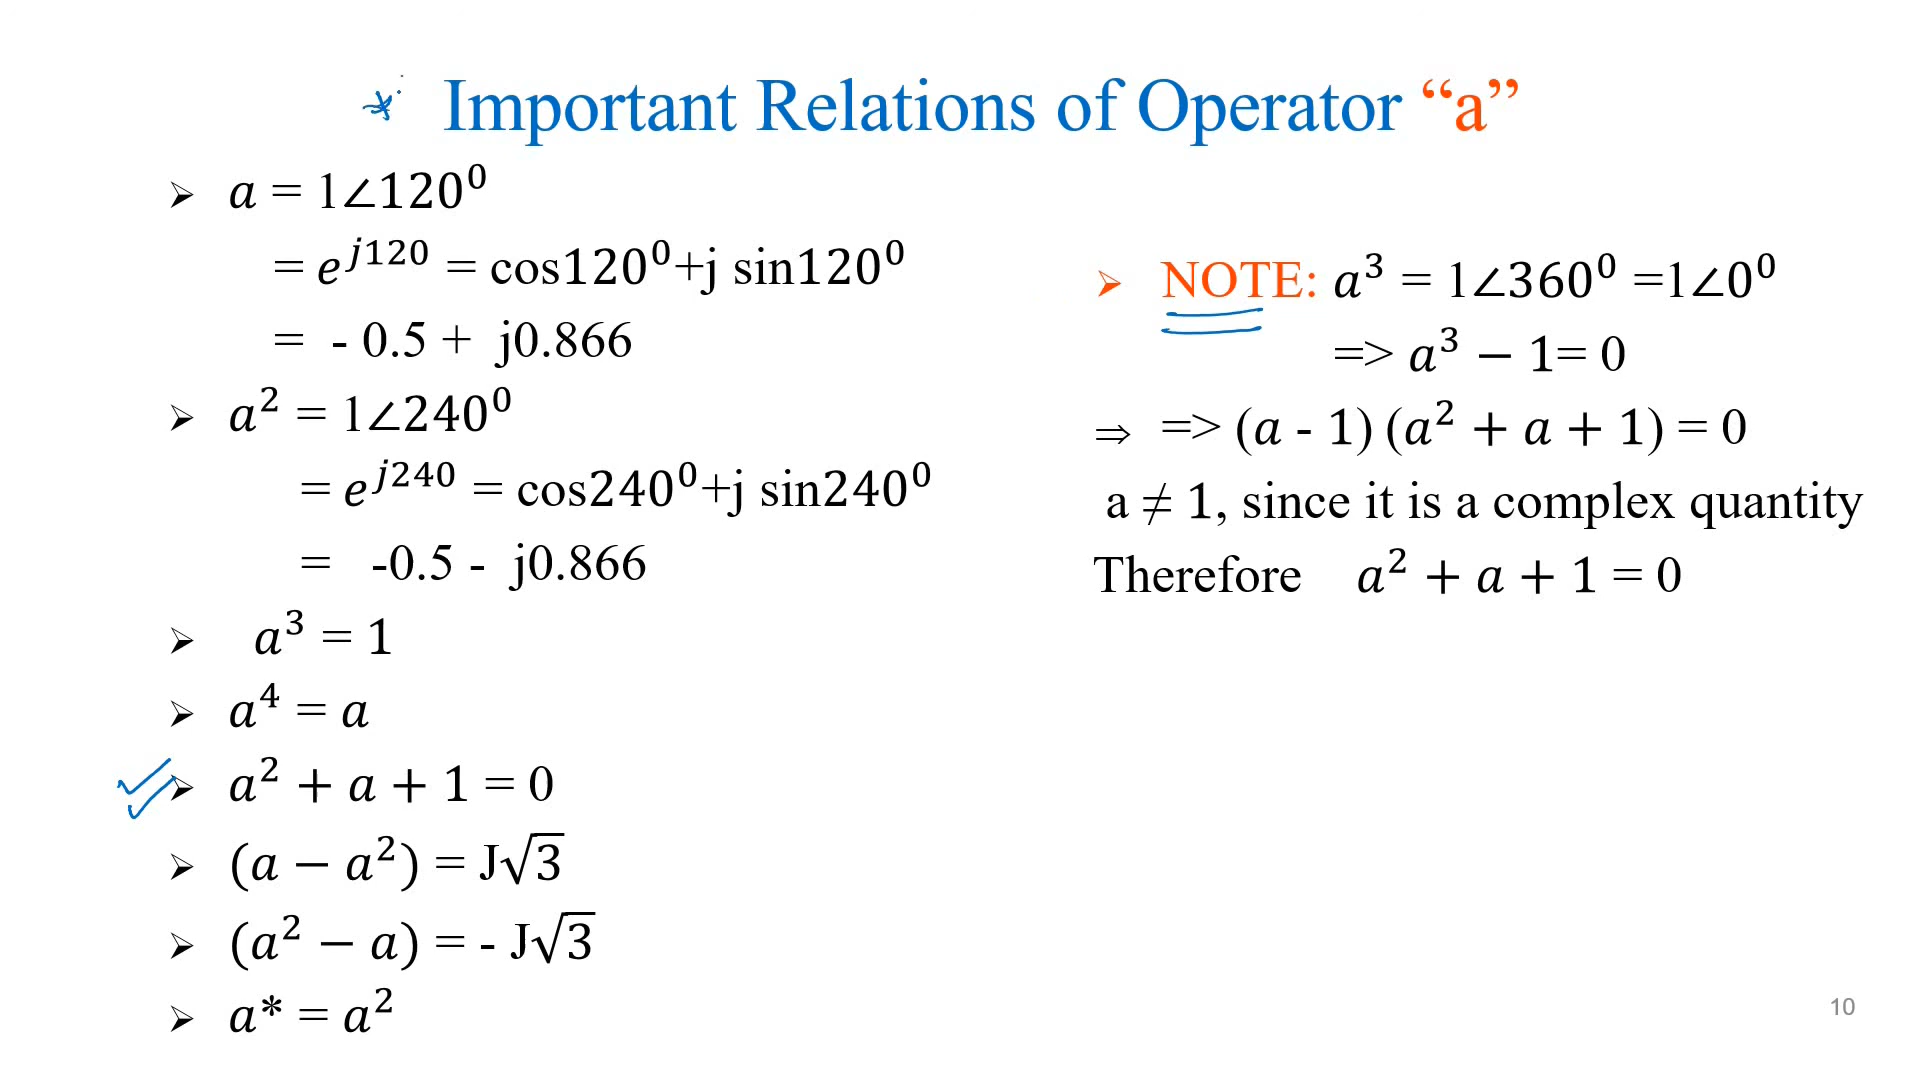 Important Relations of Operator “a”
➢ a = 1∠120⁰
= e^j120 = cos120⁰+j sin120⁰
= - 0.5 + j0.866
➢ a² = 1∠240⁰
= e^j240 = cos240⁰+j sin240⁰
= -0.5 - j0.866
➢ a³ = 1
➢ a⁴ = a
➢ a² + a + 1 = 0
➢ (a − a²) = J√3
➢ (a² − a) = - J√3
➢ a* = a²
➢ NOTE: a³ = 1∠360⁰ =1∠0⁰
=> a³ − 1= 0
⇒ => (a - 1) (a² + a + 1) = 0
a ≠ 1, since it is a complex quantity
Therefore a² + a + 1 = 0
10